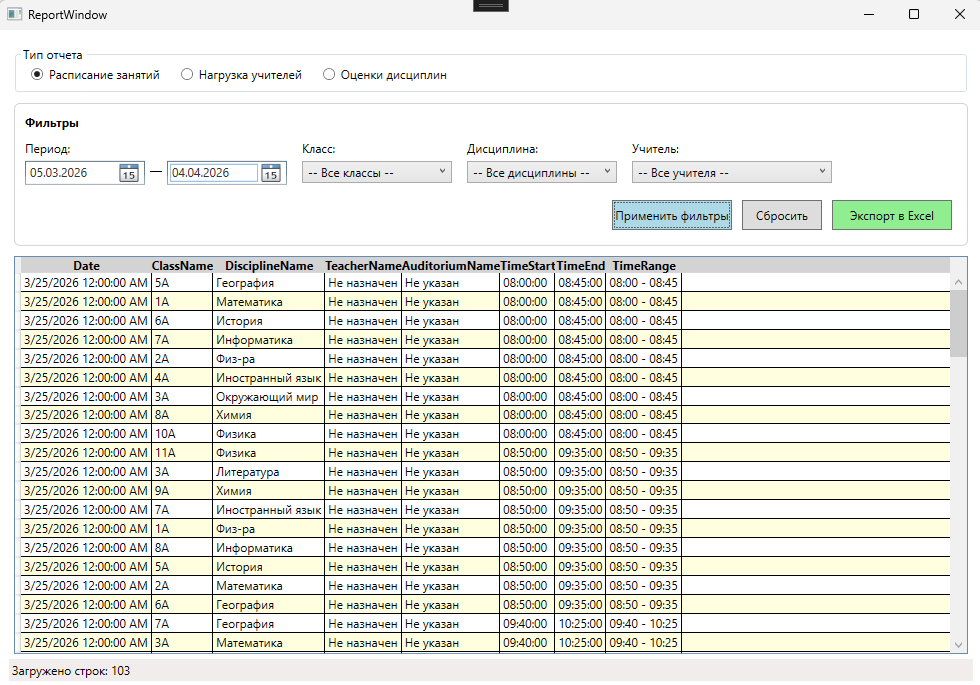 ReportWindow
Тип отчета
Расписание занятий Нагрузка учителей Оценки дисциплин
Фильтры
Период: Класс: Дисциплина: Учитель:
05.03.2026 15 — 04.04.2026 15 -- Все классы -- -- Все дисциплины -- -- Все учителя --
Применить фильтры Сбросить Экспорт в Excel
Date ClassName DisciplineName TeacherName AuditoriumName TimeStart TimeEnd TimeRange
3/25/2026 12:00:00 AM 5А География Не назначен Не указан 08:00:00 08:45:00 08:00 - 08:45
3/25/2026 12:00:00 AM 1А Математика Не назначен Не указан 08:00:00 08:45:00 08:00 - 08:45
3/25/2026 12:00:00 AM 6А История Не назначен Не указан 08:00:00 08:45:00 08:00 - 08:45
3/25/2026 12:00:00 AM 7А Информатика Не назначен Не указан 08:00:00 08:45:00 08:00 - 08:45
3/25/2026 12:00:00 AM 2А Физ-ра Не назначен Не указан 08:00:00 08:45:00 08:00 - 08:45
3/25/2026 12:00:00 AM 4А Иностранный язык Не назначен Не указан 08:00:00 08:45:00 08:00 - 08:45
3/25/2026 12:00:00 AM 3А Окружающий мир Не назначен Не указан 08:00:00 08:45:00 08:00 - 08:45
3/25/2026 12:00:00 AM 8А Химия Не назначен Не указан 08:00:00 08:45:00 08:00 - 08:45
3/25/2026 12:00:00 AM 10А Физика Не назначен Не указан 08:00:00 08:45:00 08:00 - 08:45
3/25/2026 12:00:00 AM 11А Физика Не назначен Не указан 08:50:00 09:35:00 08:50 - 09:35
3/25/2026 12:00:00 AM 3А Литература Не назначен Не указан 08:50:00 09:35:00 08:50 - 09:35
3/25/2026 12:00:00 AM 9А Химия Не назначен Не указан 08:50:00 09:35:00 08:50 - 09:35
3/25/2026 12:00:00 AM 7А Иностранный язык Не назначен Не указан 08:50:00 09:35:00 08:50 - 09:35
3/25/2026 12:00:00 AM 1А Физ-ра Не назначен Не указан 08:50:00 09:35:00 08:50 - 09:35
3/25/2026 12:00:00 AM 8А Информатика Не назначен Не указан 08:50:00 09:35:00 08:50 - 09:35
3/25/2026 12:00:00 AM 5А История Не назначен Не указан 08:50:00 09:35:00 08:50 - 09:35
3/25/2026 12:00:00 AM 2А Математика Не назначен Не указан 08:50:00 09:35:00 08:50 - 09:35
3/25/2026 12:00:00 AM 6А География Не назначен Не указан 08:50:00 09:35:00 08:50 - 09:35
3/25/2026 12:00:00 AM 7А География Не назначен Не указан 09:40:00 10:25:00 09:40 - 10:25
3/25/2026 12:00:00 AM 3А Математика Не назначен Не указан 09:40:00 10:25:00 09:40 - 10:25
Загружено строк: 103